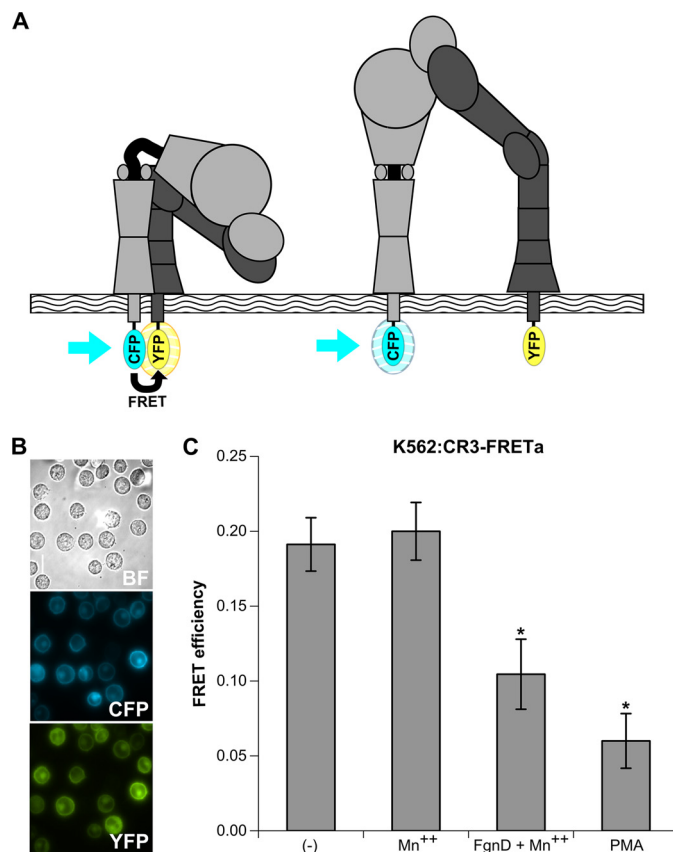 A
CFP
YFP
FRET
CFP
YFP
B
BF
CFP
YFP
C
K562:CR3-FRETa
FRET efficiency
0.25
0.20
0.15
0.10
0.05
0.00
*
*
(-)
Mn++
FgnD + Mn++
PMA